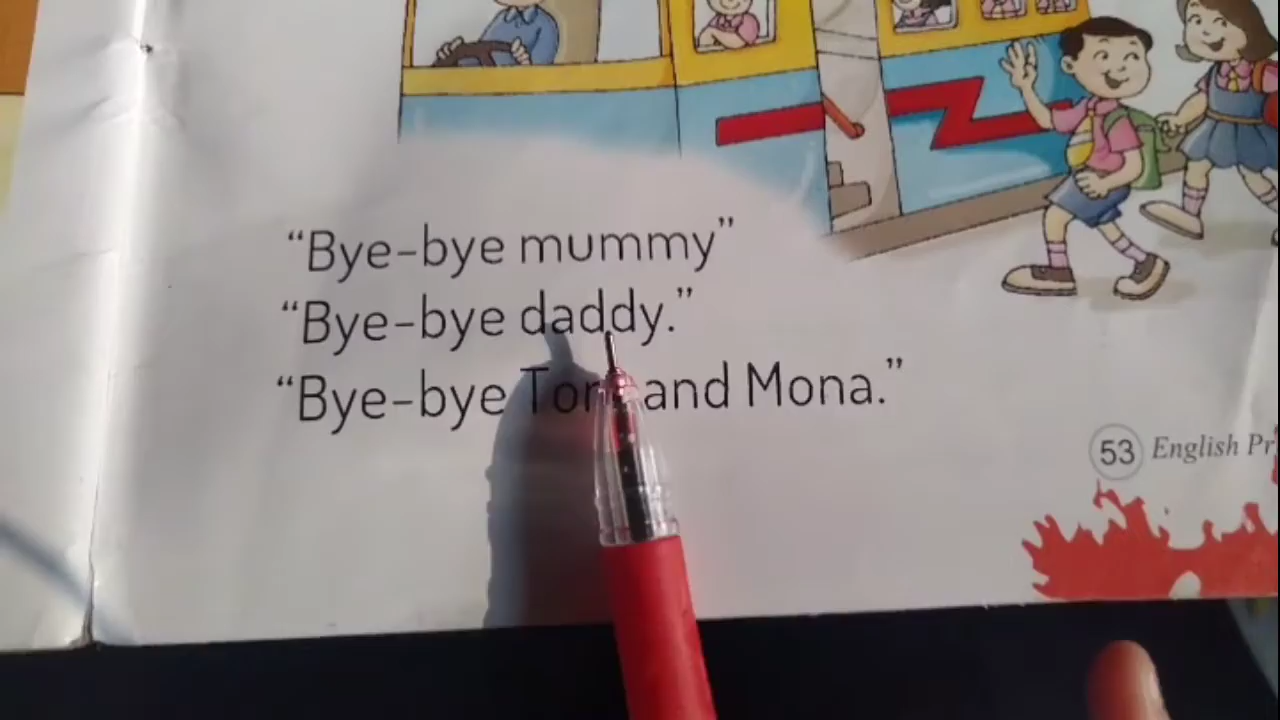 “Bye-bye mummy”
“Bye-bye daddy.”
“Bye-bye and Mona.”
53 English